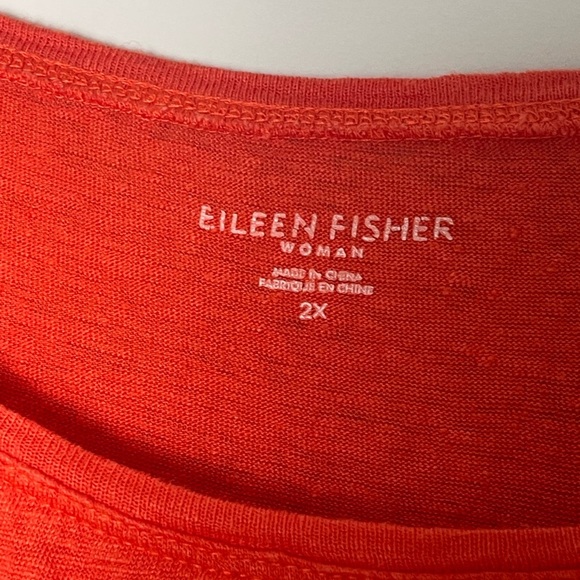 EILEEN FISHER
WOMAN
MADE IN CHINA
FABRIQUE EN CHINE
2X